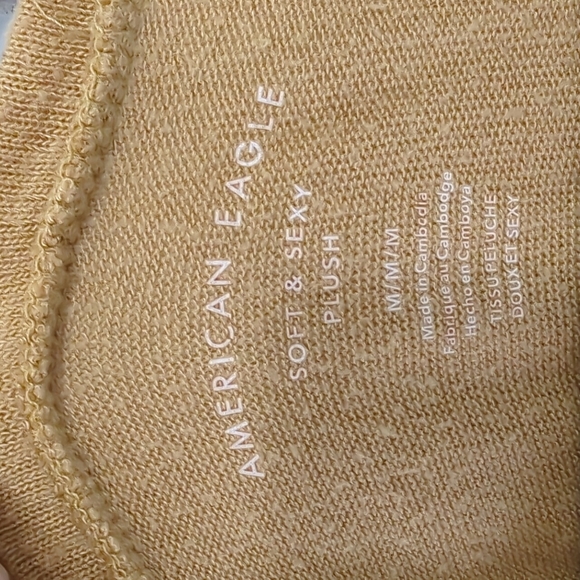 AMERICAN EAGLE
SOFT & SEXY
PLUSH
M/M/M
Made in Cambodia
Fabriqué au Cambodge
Hecho en Camboya
TISSU PELUCHE
DOUX ET SEXY